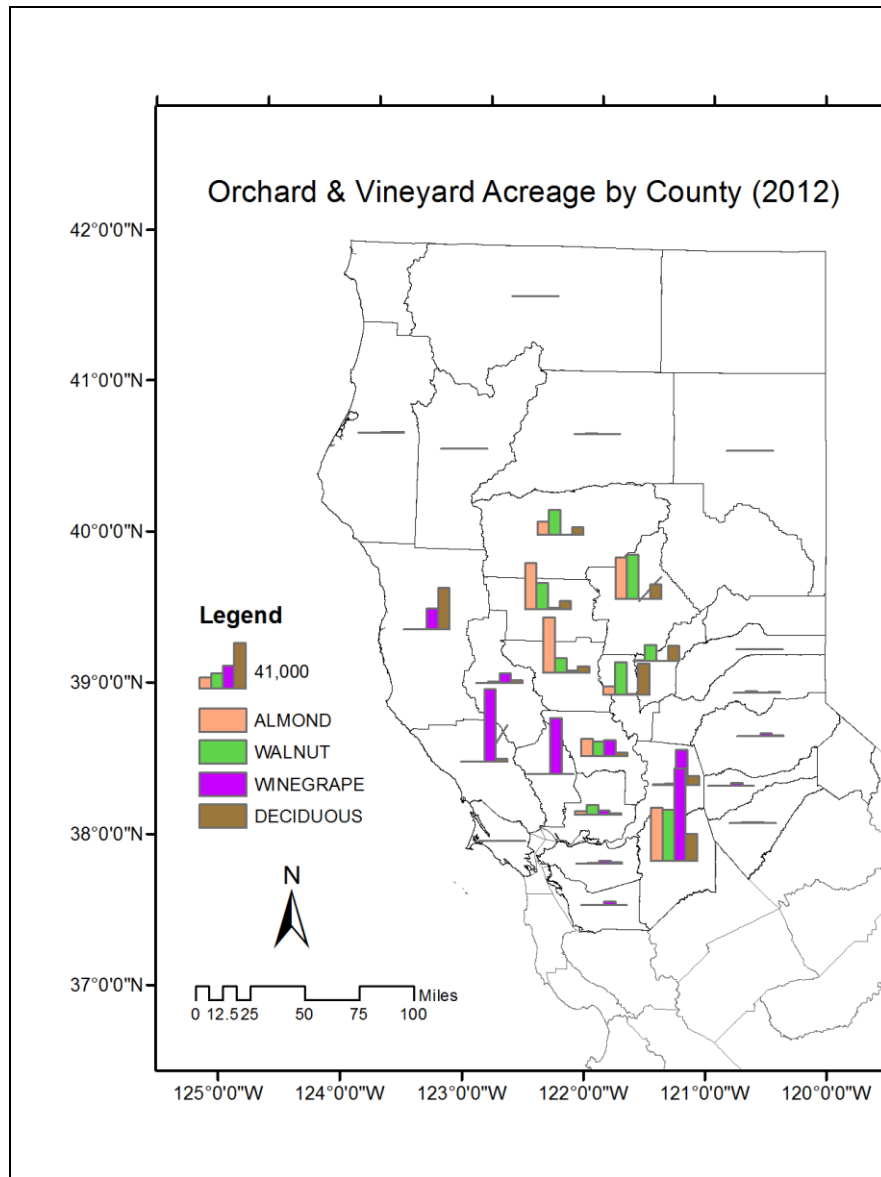 Orchard & Vineyard Acreage by County (2012)
42°0'0"N
41°0'0"N
40°0'0"N
39°0'0"N
38°0'0"N
37°0'0"N
Legend
41,000
ALMOND
WALNUT
WINEGRAPE
DECIDUOUS
N
Miles
0 12.5 25 50 75 100
125°0'0"W 124°0'0"W 123°0'0"W 122°0'0"W 121°0'0"W 120°0'0"W